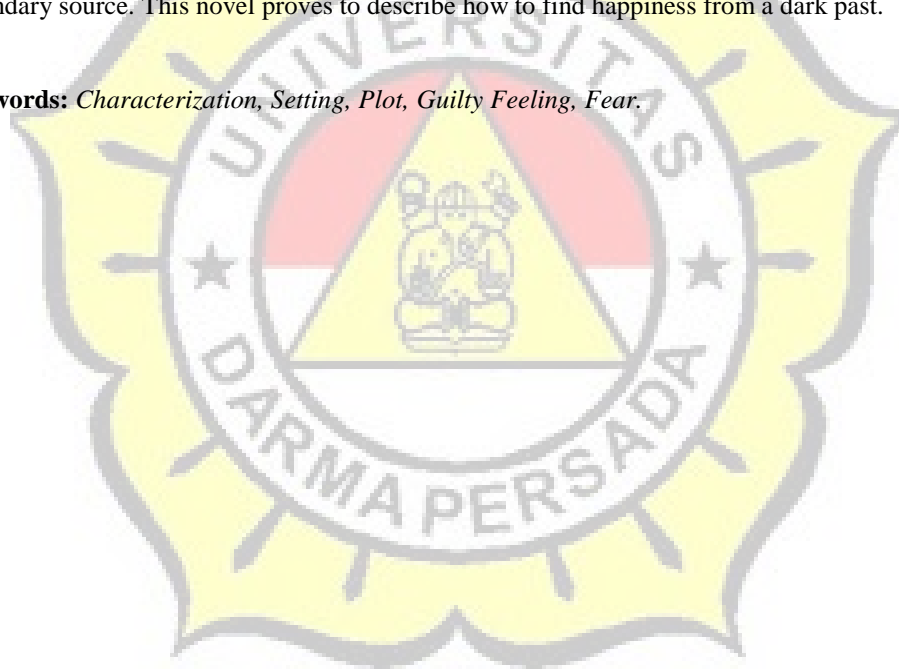 ndary source. This novel proves to describe how to find happiness from a dark past.
words: Characterization, Setting, Plot, Guilty Feeling, Fear.
UNIVERSITAS
DARMA PERSADA